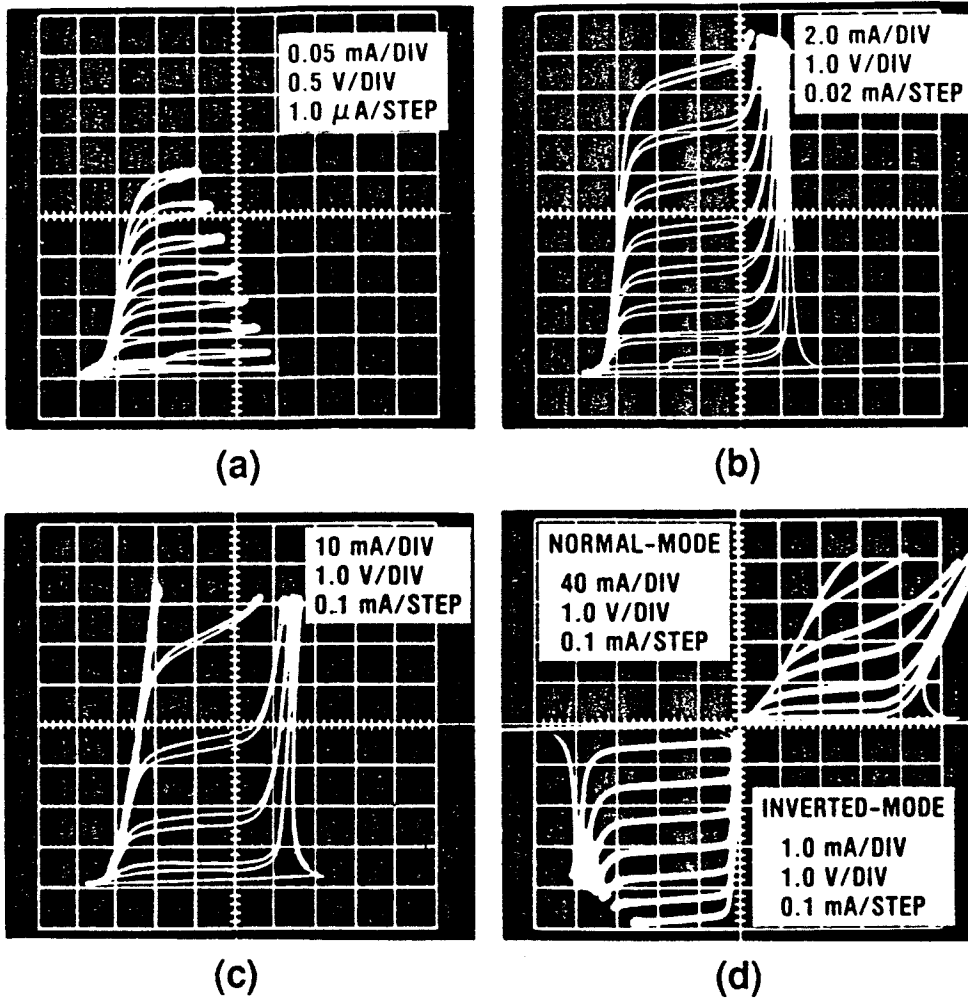 0.05 mA/DIV
0.5 V/DIV
1.0 μA/STEP
2.0 mA/DIV
1.0 V/DIV
0.02 mA/STEP
(a)
(b)
10 mA/DIV
1.0 V/DIV
0.1 mA/STEP
NORMAL-MODE
40 mA/DIV
1.0 V/DIV
0.1 mA/STEP
INVERTED-MODE
1.0 mA/DIV
1.0 V/DIV
0.1 mA/STEP
(c)
(d)